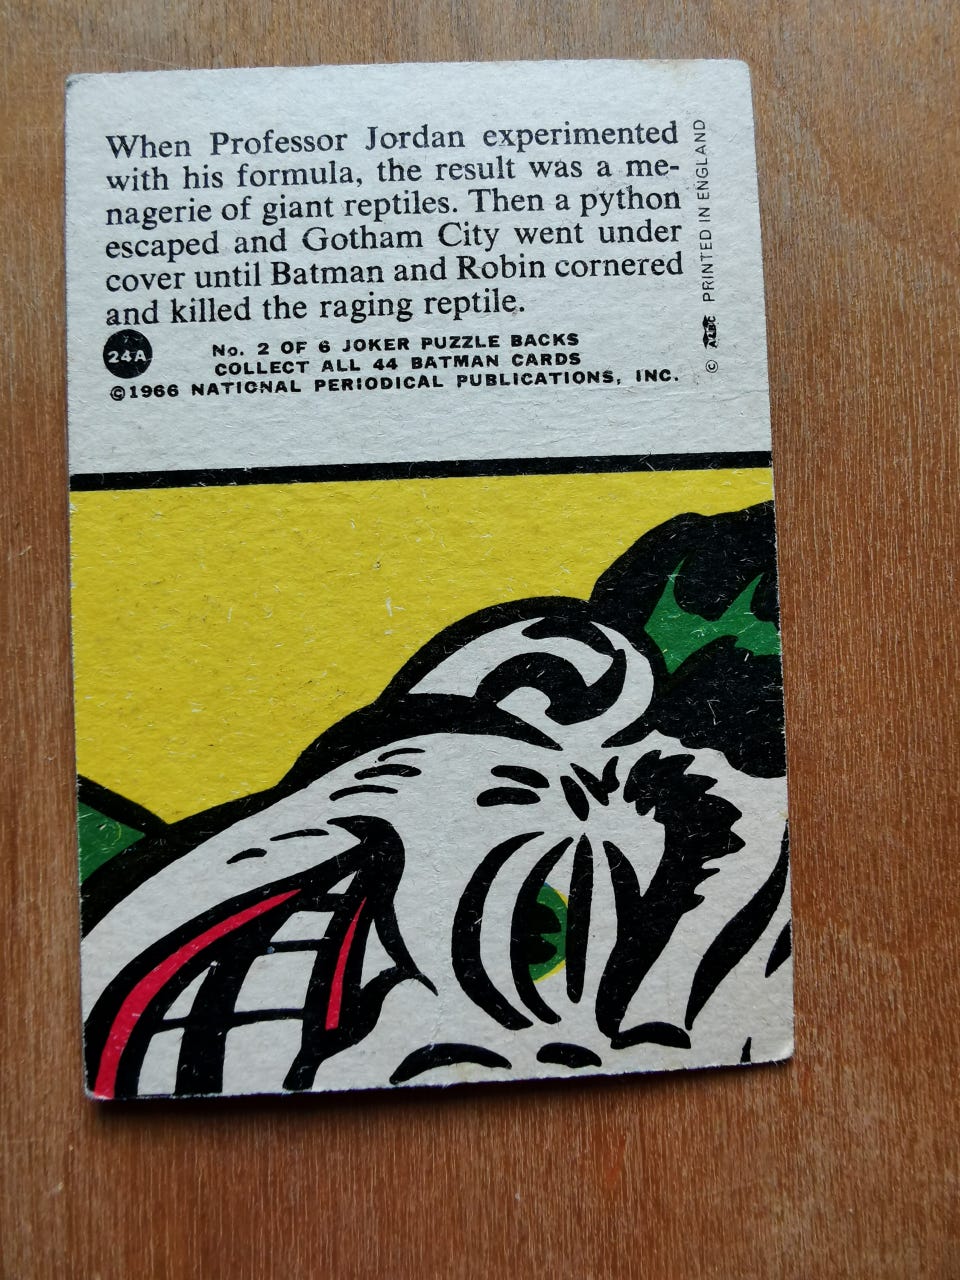 When Professor Jordan experimented
with his formula, the result was a me-
nagerie of giant reptiles. Then a python
escaped and Gotham City went under
cover until Batman and Robin cornered
and killed the raging reptile.
24A
No. 2 OF 6 JOKER PUZZLE BACKS
COLLECT ALL 44 BATMAN CARDS
©1966 NATIONAL PERIODICAL PUBLICATIONS, INC.
© A&BC PRINTED IN ENGLAND